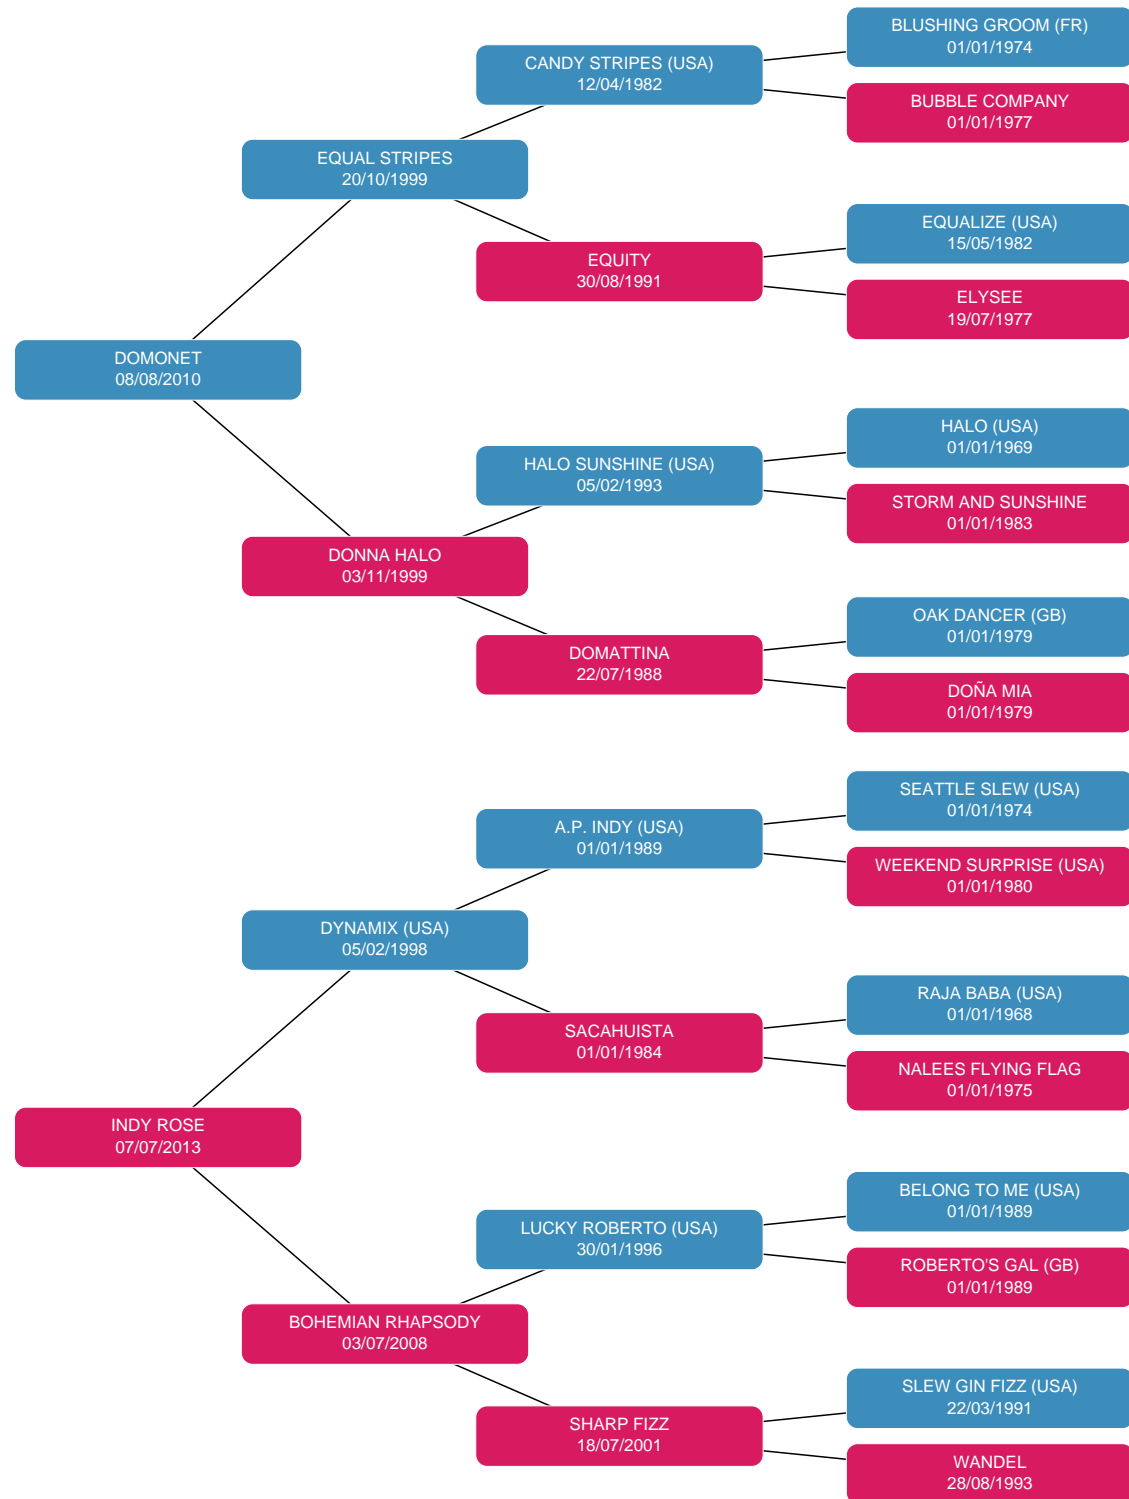 BLUSHING GROOM (FR)
01/01/1974
CANDY STRIPES (USA)
12/04/1982
BUBBLE COMPANY
01/01/1977
EQUAL STRIPES
20/10/1999
EQUALIZE (USA)
15/05/1982
EQUITY
30/08/1991
ELYSEE
19/07/1977
DOMONET
08/08/2010
HALO (USA)
01/01/1969
HALO SUNSHINE (USA)
05/02/1993
STORM AND SUNSHINE
01/01/1983
DONNA HALO
03/11/1999
OAK DANCER (GB)
01/01/1979
DOMATTINA
22/07/1988
DOÑA MIA
01/01/1979
SEATTLE SLEW (USA)
01/01/1974
A.P. INDY (USA)
01/01/1989
WEEKEND SURPRISE (USA)
01/01/1980
DYNAMIX (USA)
05/02/1998
RAJA BABA (USA)
01/01/1968
SACAHUISTA
01/01/1984
NALEES FLYING FLAG
01/01/1975
INDY ROSE
07/07/2013
BELONG TO ME (USA)
01/01/1989
LUCKY ROBERTO (USA)
30/01/1996
ROBERTO'S GAL (GB)
01/01/1989
BOHEMIAN RHAPSODY
03/07/2008
SLEW GIN FIZZ (USA)
22/03/1991
SHARP FIZZ
18/07/2001
WANDEL
28/08/1993